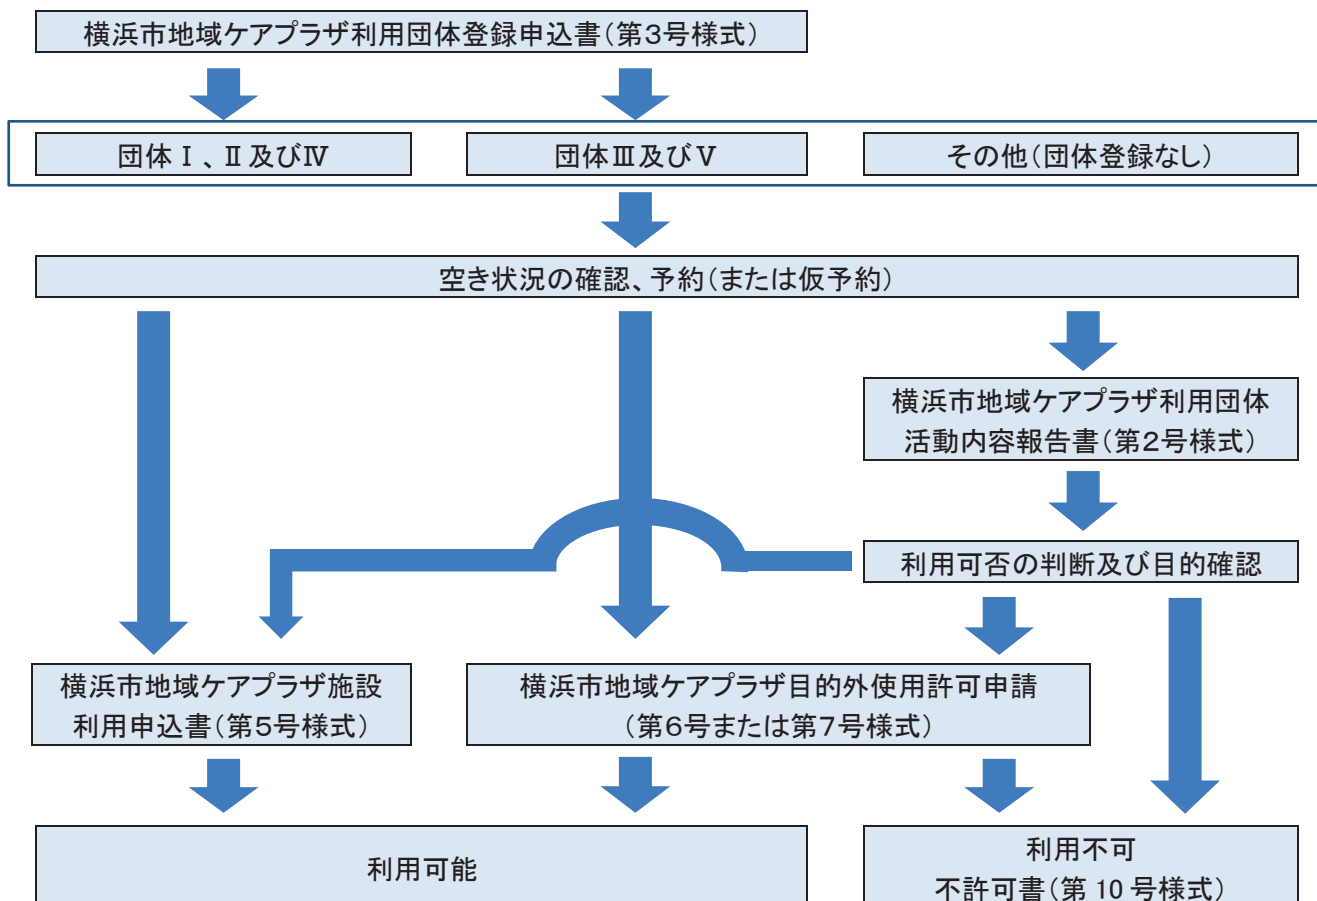 横浜市地域ケアプラザ利用団体登録申込書（第３号様式）
団体Ⅰ、Ⅱ及びⅣ
団体Ⅲ及びⅤ
その他（団体登録なし）
空き状況の確認、予約（または仮予約）
横浜市地域ケアプラザ利用団体
活動内容報告書（第２号様式）
利用可否の判断及び目的確認
横浜市地域ケアプラザ施設
利用申込書（第５号様式）
横浜市地域ケアプラザ目的外使用許可申請
（第６号または第７号様式）
利用可能
利用不可
不許可書（第 10 号様式）